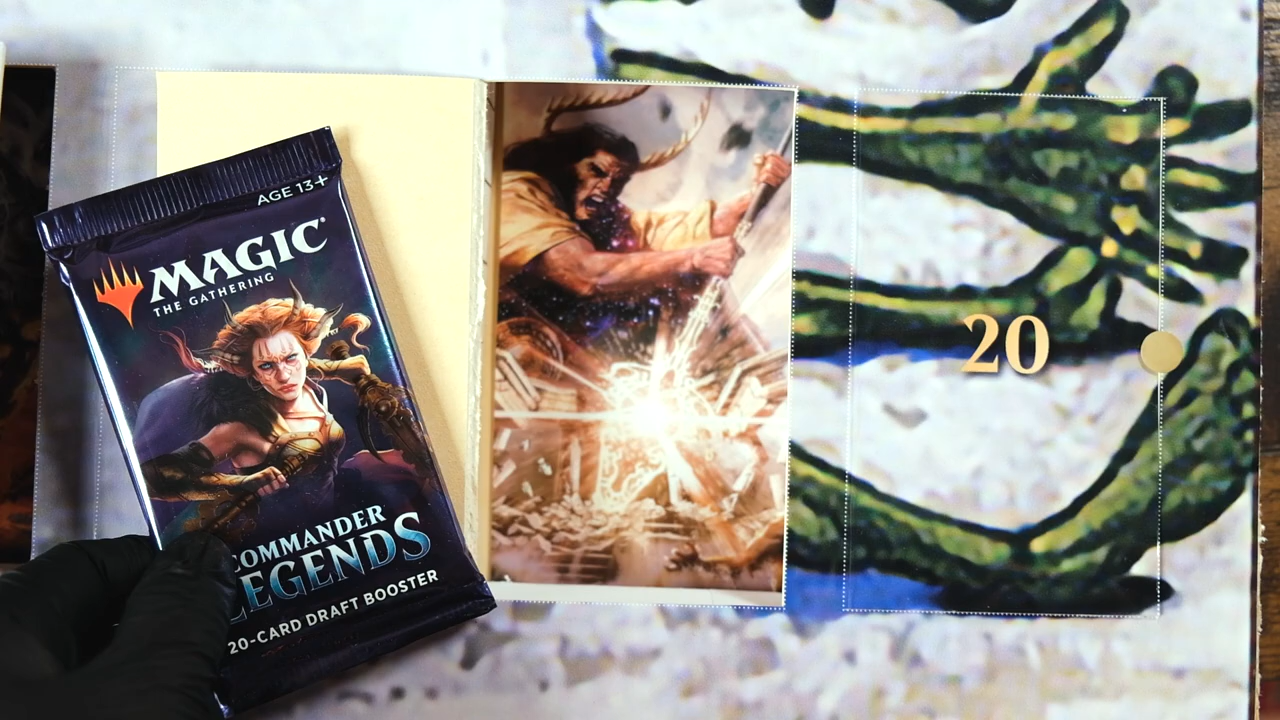 AGE 13+
MAGIC®
THE GATHERING
COMMANDER
LEGENDS
20-CARD DRAFT BOOSTER
20